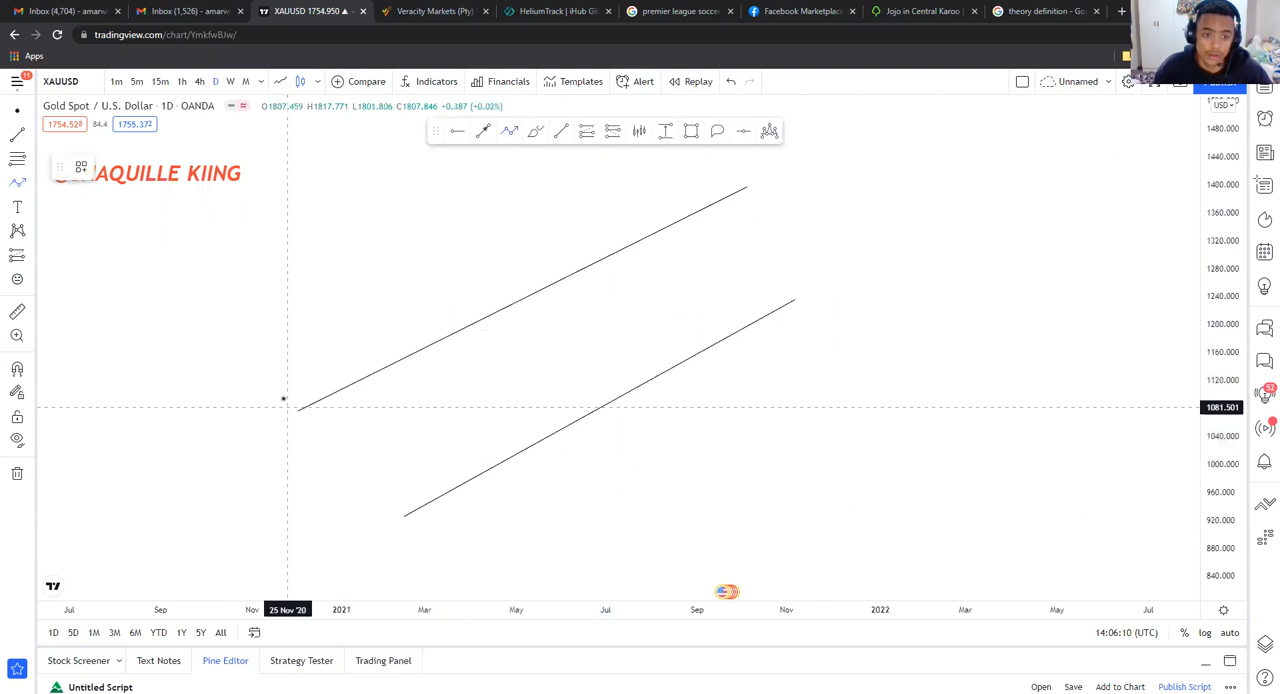 Inbox (4,704) - amarwi
Inbox (1,526) - amarwi
XAUUSD 1754.950 ▲
Veracity Markets (Pty)
HeliumTrack | iHub Glo
premier league soccer
Facebook Marketplace
Jojo in Central Karoo |
theory definition - Goo
tradingview.com/chart/YmkfwBJw/
Apps
11
XAUUSD 1m 5m 15m 1h 4h D W M Compare Indicators Financials Templates Alert Replay Unnamed
Gold Spot / U.S. Dollar · 1D · OANDA O1807.459 H1817.771 L1801.806 C1807.846 −0.387 (−0.02%)
USD
1754.528 84.4 1755.372
AQUILLE KIING
1480.000
1440.000
1400.000
1360.000
1320.000
1280.000
1240.000
1200.000
1160.000
1120.000
1081.501
1040.000
1000.000
960.000
920.000
880.000
840.000
52
Jul Sep Nov 25 Nov '20 2021 Mar May Jul Sep Nov 2022 Mar May Jul
1D 5D 1M 3M 6M YTD 1Y 5Y All 14:06:10 (UTC) % log auto
Stock Screener Text Notes Pine Editor Strategy Tester Trading Panel
Untitled Script Open Save Add to Chart Publish Script